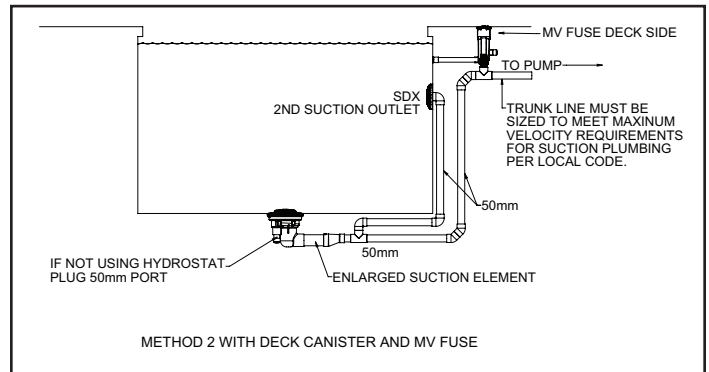 MV FUSE DECK SIDE
TO PUMP
SDX
2ND SUCTION OUTLET
TRUNK LINE MUST BE
SIZED TO MEET MAXINUM
VELOCITY REQUIREMENTS
FOR SUCTION PLUMBING
PER LOCAL CODE.
50mm
50mm
IF NOT USING HYDROSTAT
PLUG 50mm PORT
ENLARGED SUCTION ELEMENT
METHOD 2 WITH DECK CANISTER AND MV FUSE